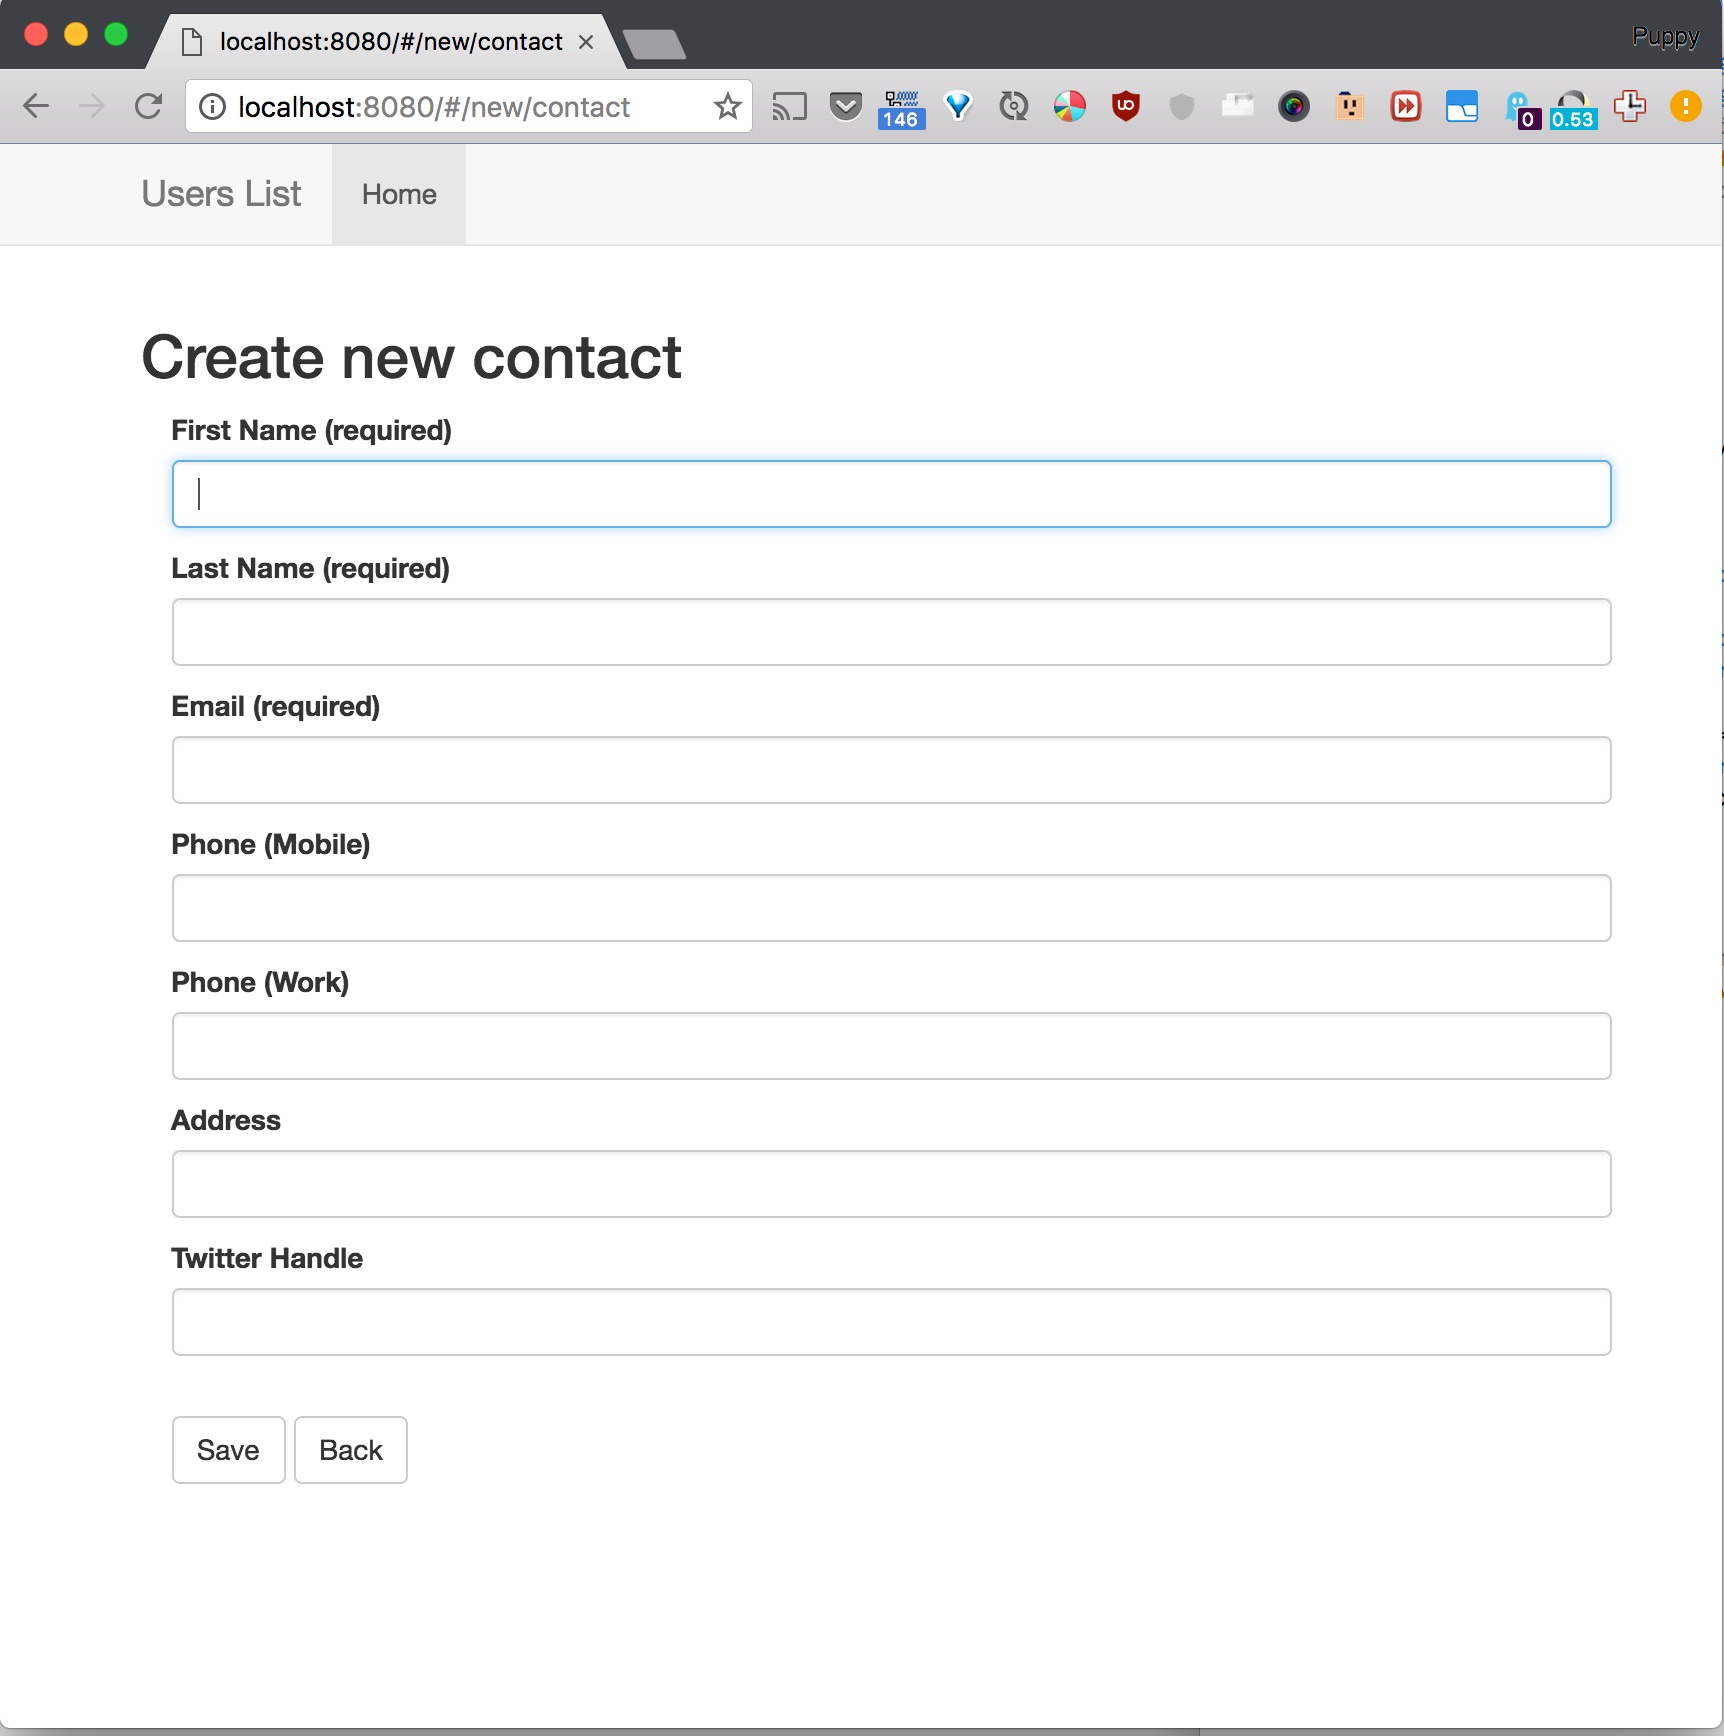 localhost:8080/#/new/contact
Puppy
localhost:8080/#/new/contact
146
UO
0
0.53
Users List
Home
Create new contact
First Name (required)
Last Name (required)
Email (required)
Phone (Mobile)
Phone (Work)
Address
Twitter Handle
Save
Back